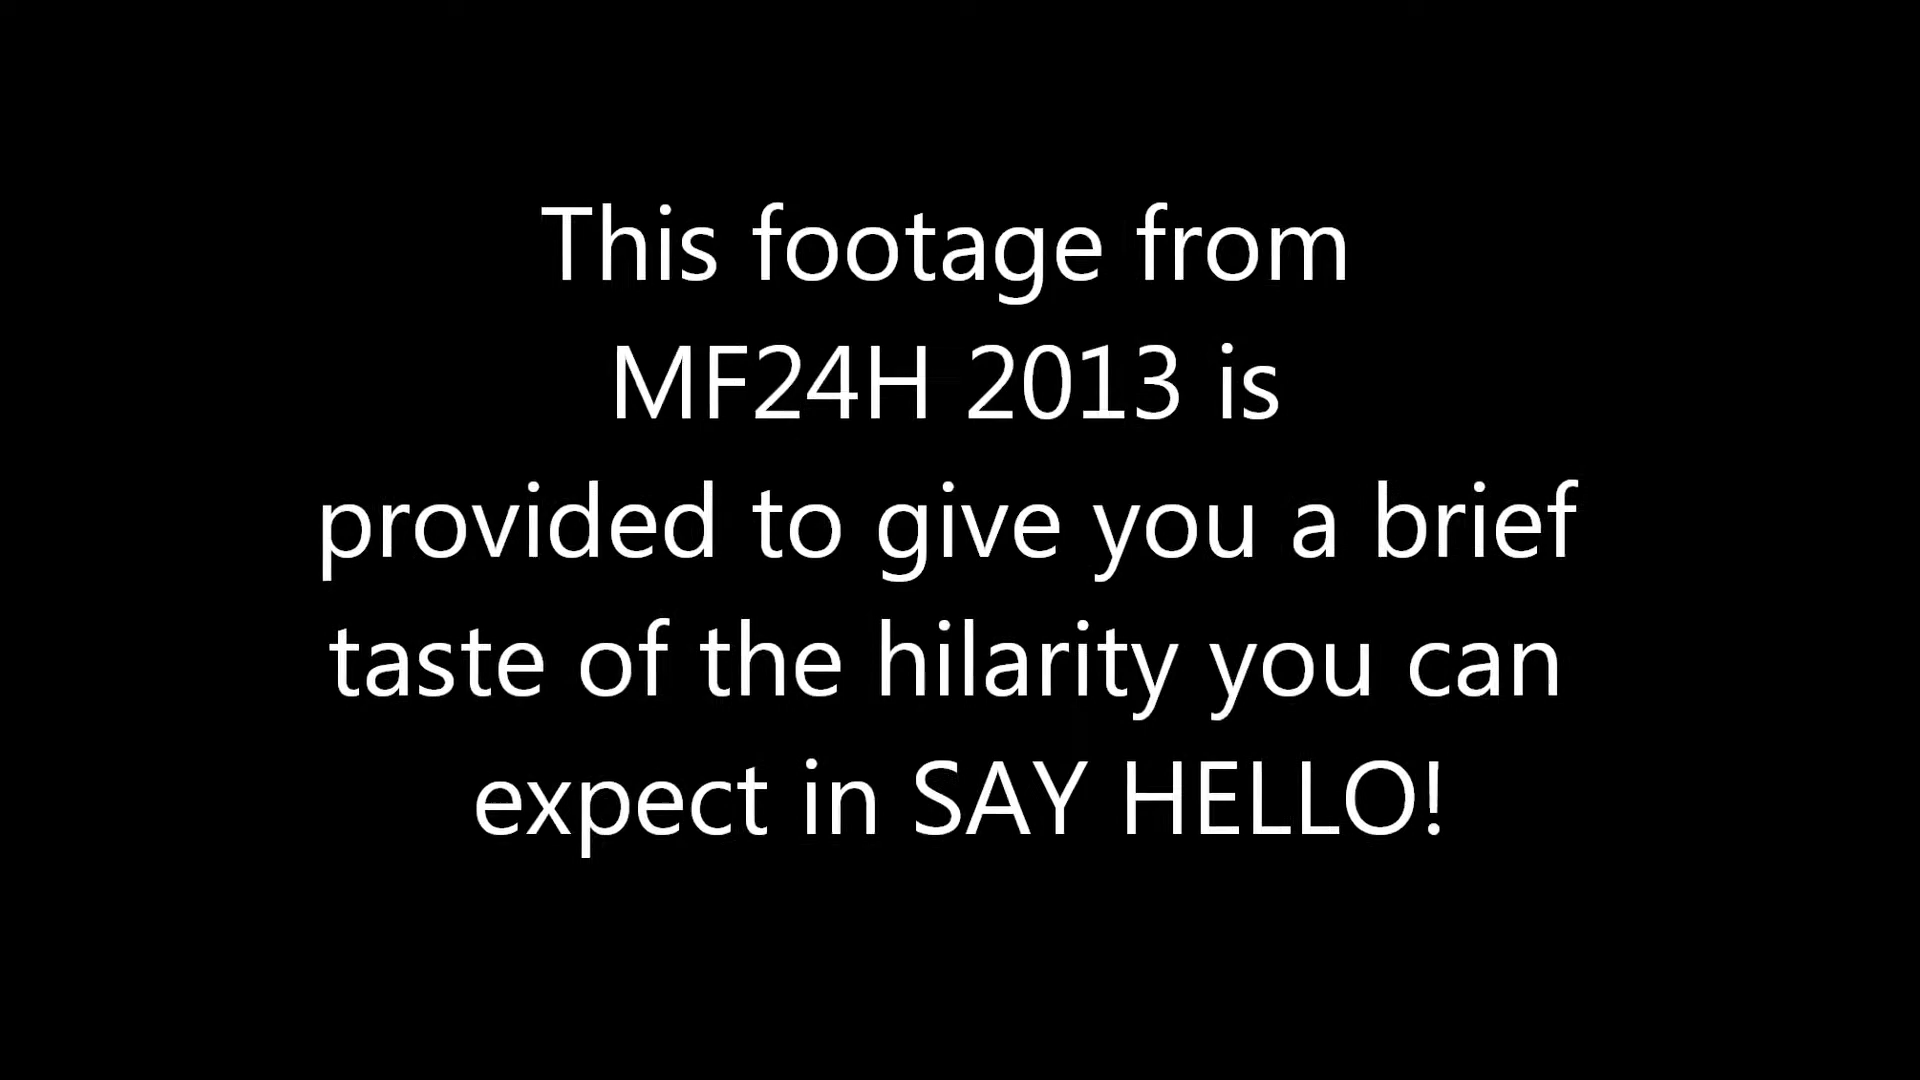 This footage from
MF24H 2013 is
provided to give you a brief
taste of the hilarity you can
expect in SAY HELLO!